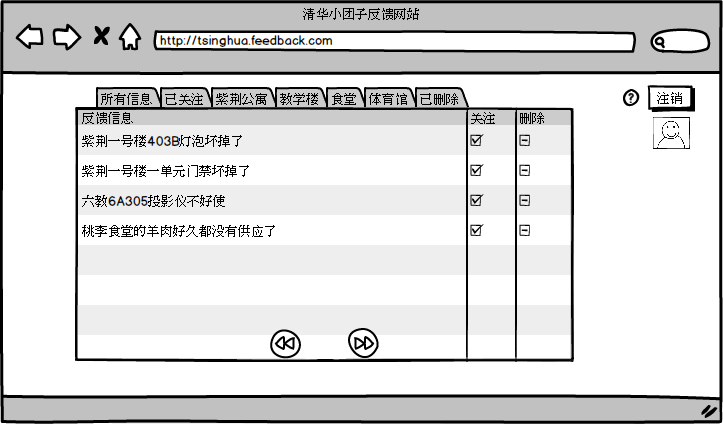 清华小团子反馈网站
http://tsinghua.feedback.com
所有信息 已关注 紫荆公寓 教学楼 食堂 体育馆 已删除
? 注销
反馈信息 关注 删除
紫荆一号楼403B灯泡坏掉了
紫荆一号楼一单元门禁坏掉了
六教6A305投影仪不好使
桃李食堂的羊肉好久都没有供应了